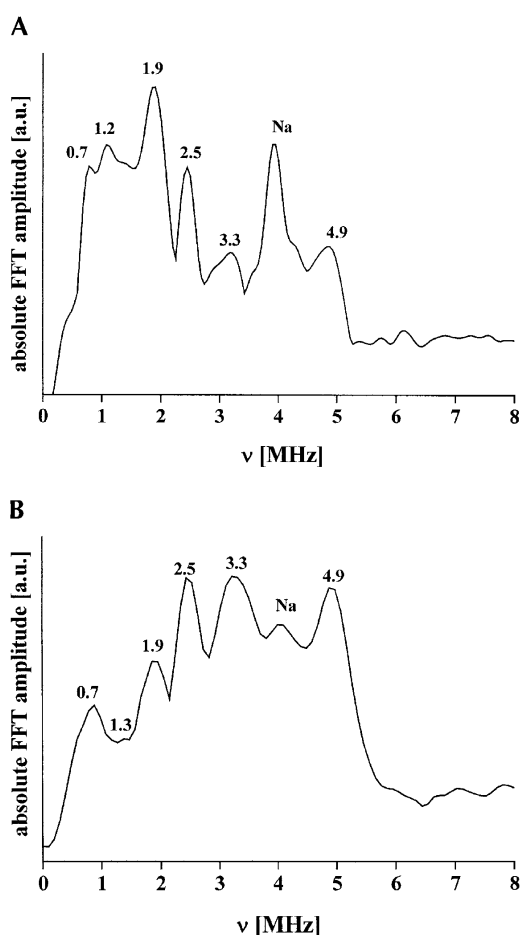 A
absolute FFT amplitude [a.u.]
0.7
1.2
1.9
2.5
3.3
Na
4.9
0 1 2 3 4 5 6 7 8
ν [MHz]
B
absolute FFT amplitude [a.u.]
0.7
1.3
1.9
2.5
3.3
Na
4.9
0 1 2 3 4 5 6 7 8
ν [MHz]